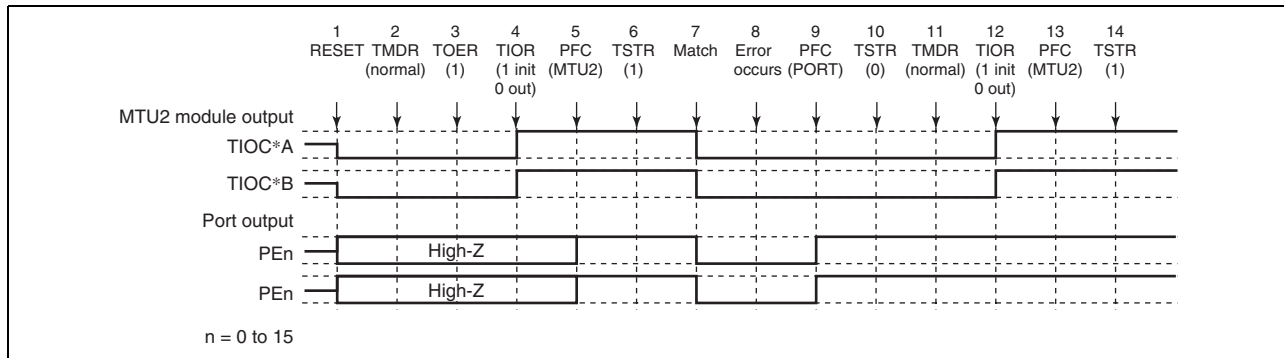 1 2 3 4 5 6 7 8 9 10 11 12 13 14
RESET TMDR TOER TIOR PFC TSTR Match Error PFC TSTR TMDR TIOR PFC TSTR
(normal) (1) (1 init (MTU2) (1) occurs (PORT) (0) (normal) (1 init (MTU2) (1)
0 out) 0 out)
MTU2 module output
TIOC*A
TIOC*B
Port output
PEn High-Z
PEn High-Z
n = 0 to 15